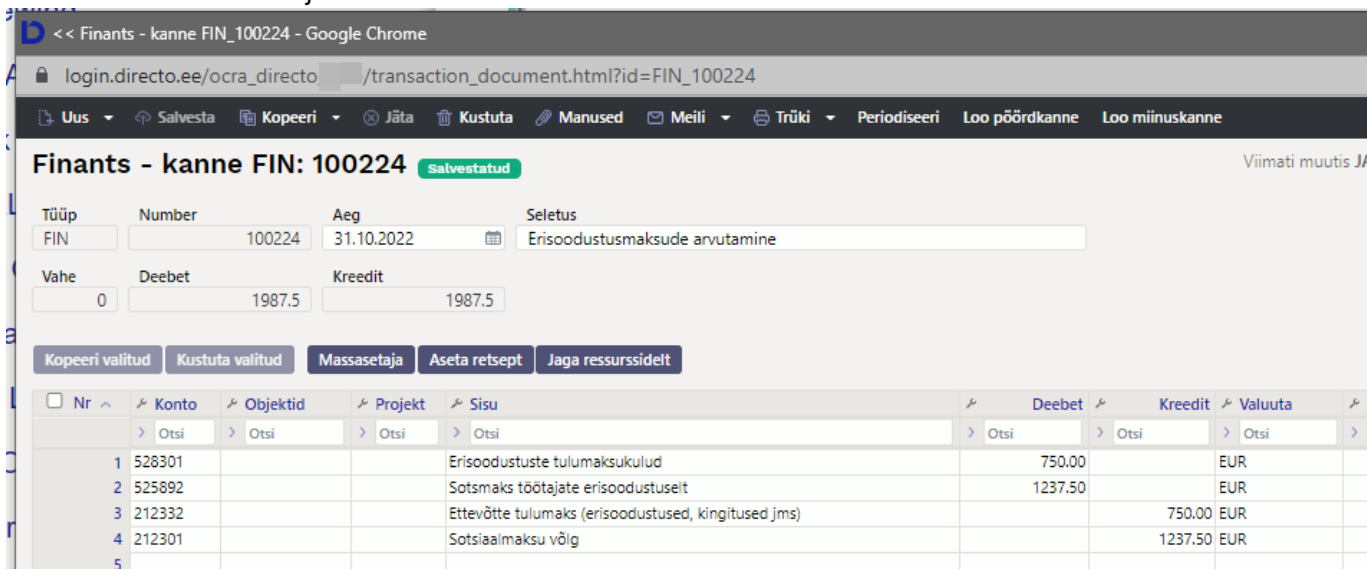 << Finants - kanne FIN_100224 - Google Chrome
login.directo.ee/ocra_directo /transaction_document.html?id=FIN_100224
Uus Salvesta Kopeeri Jäta Kustuta Manused Meili Trüki Periodiseeri Loo pöördkanne Loo miinuskanne
Finants - kanne FIN: 100224 Salvestatud Viimati muutis
Tüüp Number Aeg Seletus
FIN 100224 31.10.2022 Erisoodustusmaksude arvutamine
Vahe Deebet Kreedit
0 1987.5 1987.5
Kopeeri valitud Kustuta valitud Massasetaja Aseta retsept Jaga ressurssidelt
Nr Konto Objektid Projekt Sisu Deebet Kreedit Valuuta
> Otsi > Otsi > Otsi > Otsi > Otsi > Otsi > Otsi >
1 528301 Erisoodustuste tulumaksukulud 750.00 EUR
2 525892 Sotsmaks töötajate erisoodustuselt 1237.50 EUR
3 212332 Ettevõtte tulumaks (erisoodustused, kingitused jms) 750.00 EUR
4 212301 Sotsiaalmaksu võlg 1237.50 EUR
5